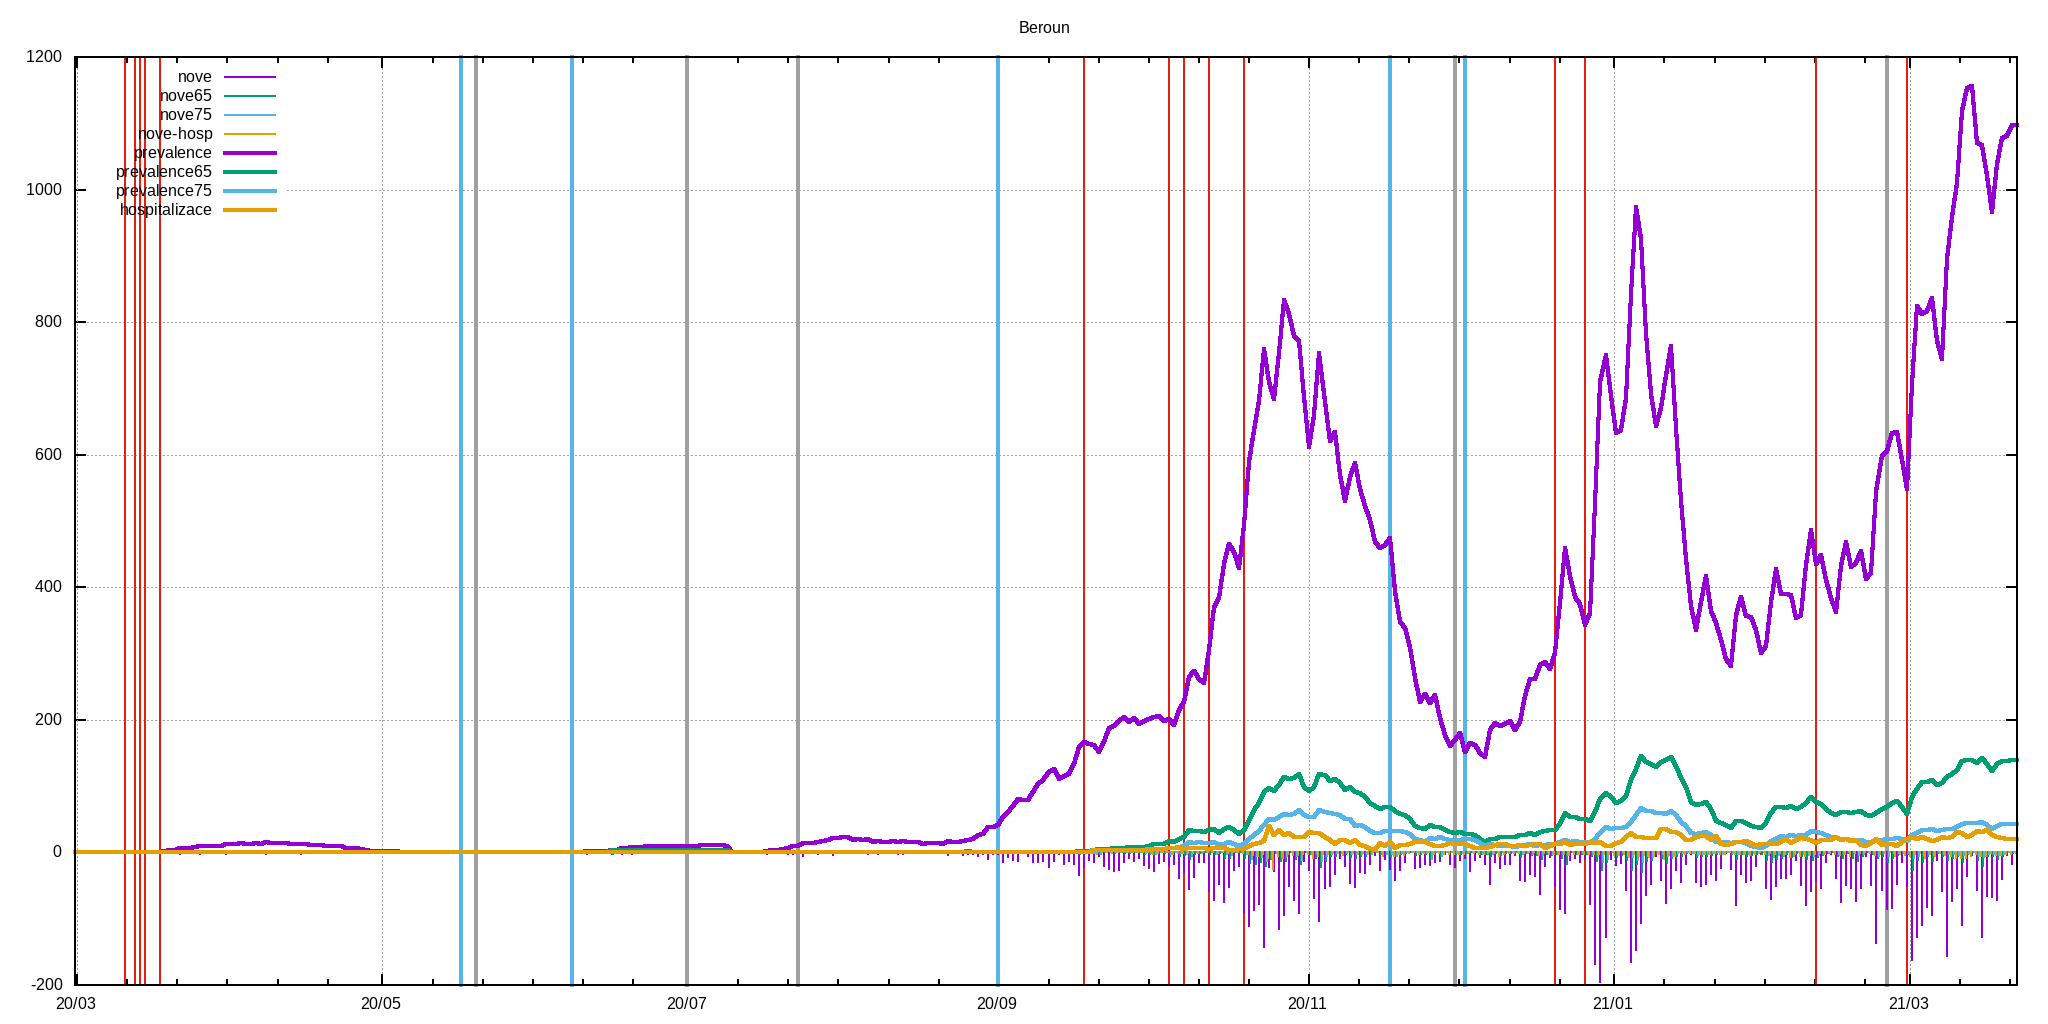 Beroun
1200
1000
800
600
400
200
0
-200
nove
nove65
nove75
nove-hosp
prevalence
prevalence65
prevalence75
hospitalizace
20/03 20/05 20/07 20/09 20/11 21/01 21/03